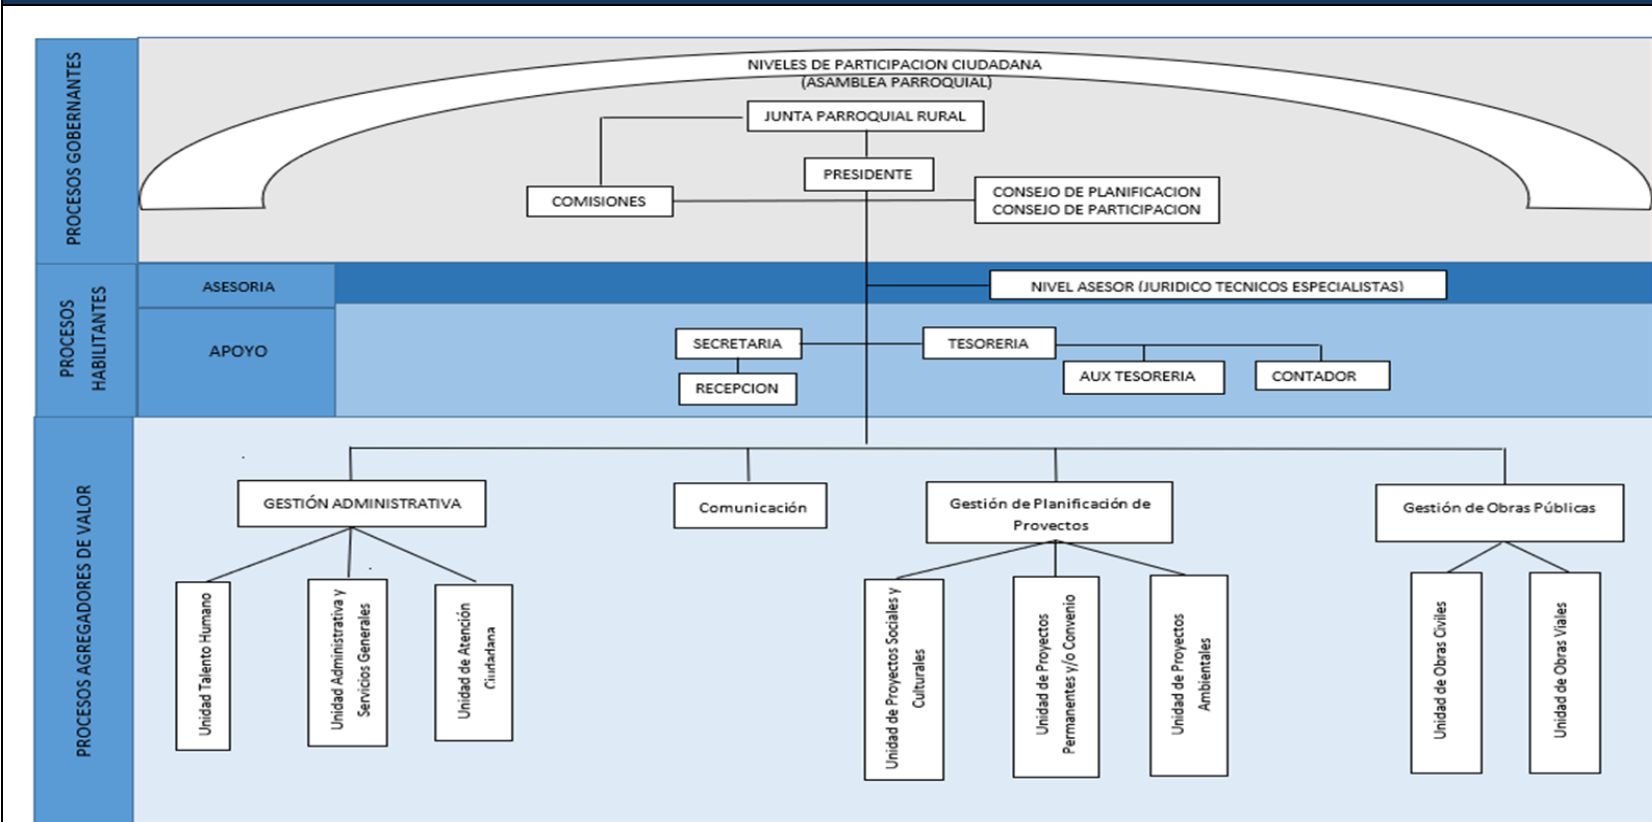 PROCESOS GOBERNANTES
NIVELES DE PARTICIPACION CIUDADANA
(ASAMBLEA PARROQUIAL)
JUNTA PARROQUIAL RURAL
PRESIDENTE
COMISIONES
CONSEJO DE PLANIFICACION
CONSEJO DE PARTICIPACION
PROCESOS
HABILITANTES
ASESORIA
NIVEL ASESOR (JURIDICO TECNICOS ESPECIALISTAS)
APOYO
SECRETARIA
TESORERIA
RECEPCION
AUX TESORERIA
CONTADOR
PROCESOS AGREGADORES DE VALOR
GESTIÓN ADMINISTRATIVA
Comunicación
Gestión de Planificación de
Proyectos
Gestión de Obras Públicas
Unidad Talento Humano
Unidad Administrativa y
Servicios Generales
Unidad de Atención
Ciudadana
Unidad de Proyectos Sociales y
Culturales
Unidad de Proyectos
Permanentes y/o Convenio
Unidad de Proyectos
Ambientales
Unidad de Obras Civiles
Unidad de Obras Viales